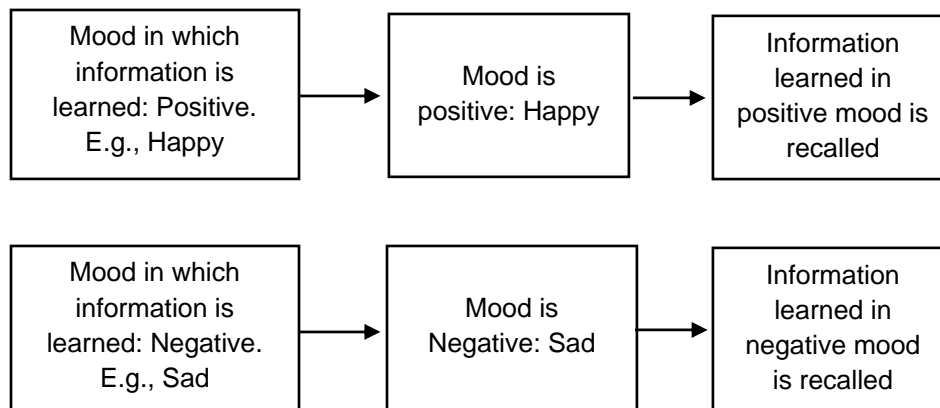 Mood in which
information is
learned: Positive.
E.g., Happy
Mood is
positive: Happy
Information
learned in
positive mood is
recalled
Mood in which
information is
learned: Negative.
E.g., Sad
Mood is
Negative: Sad
Information
learned in
negative mood
is recalled